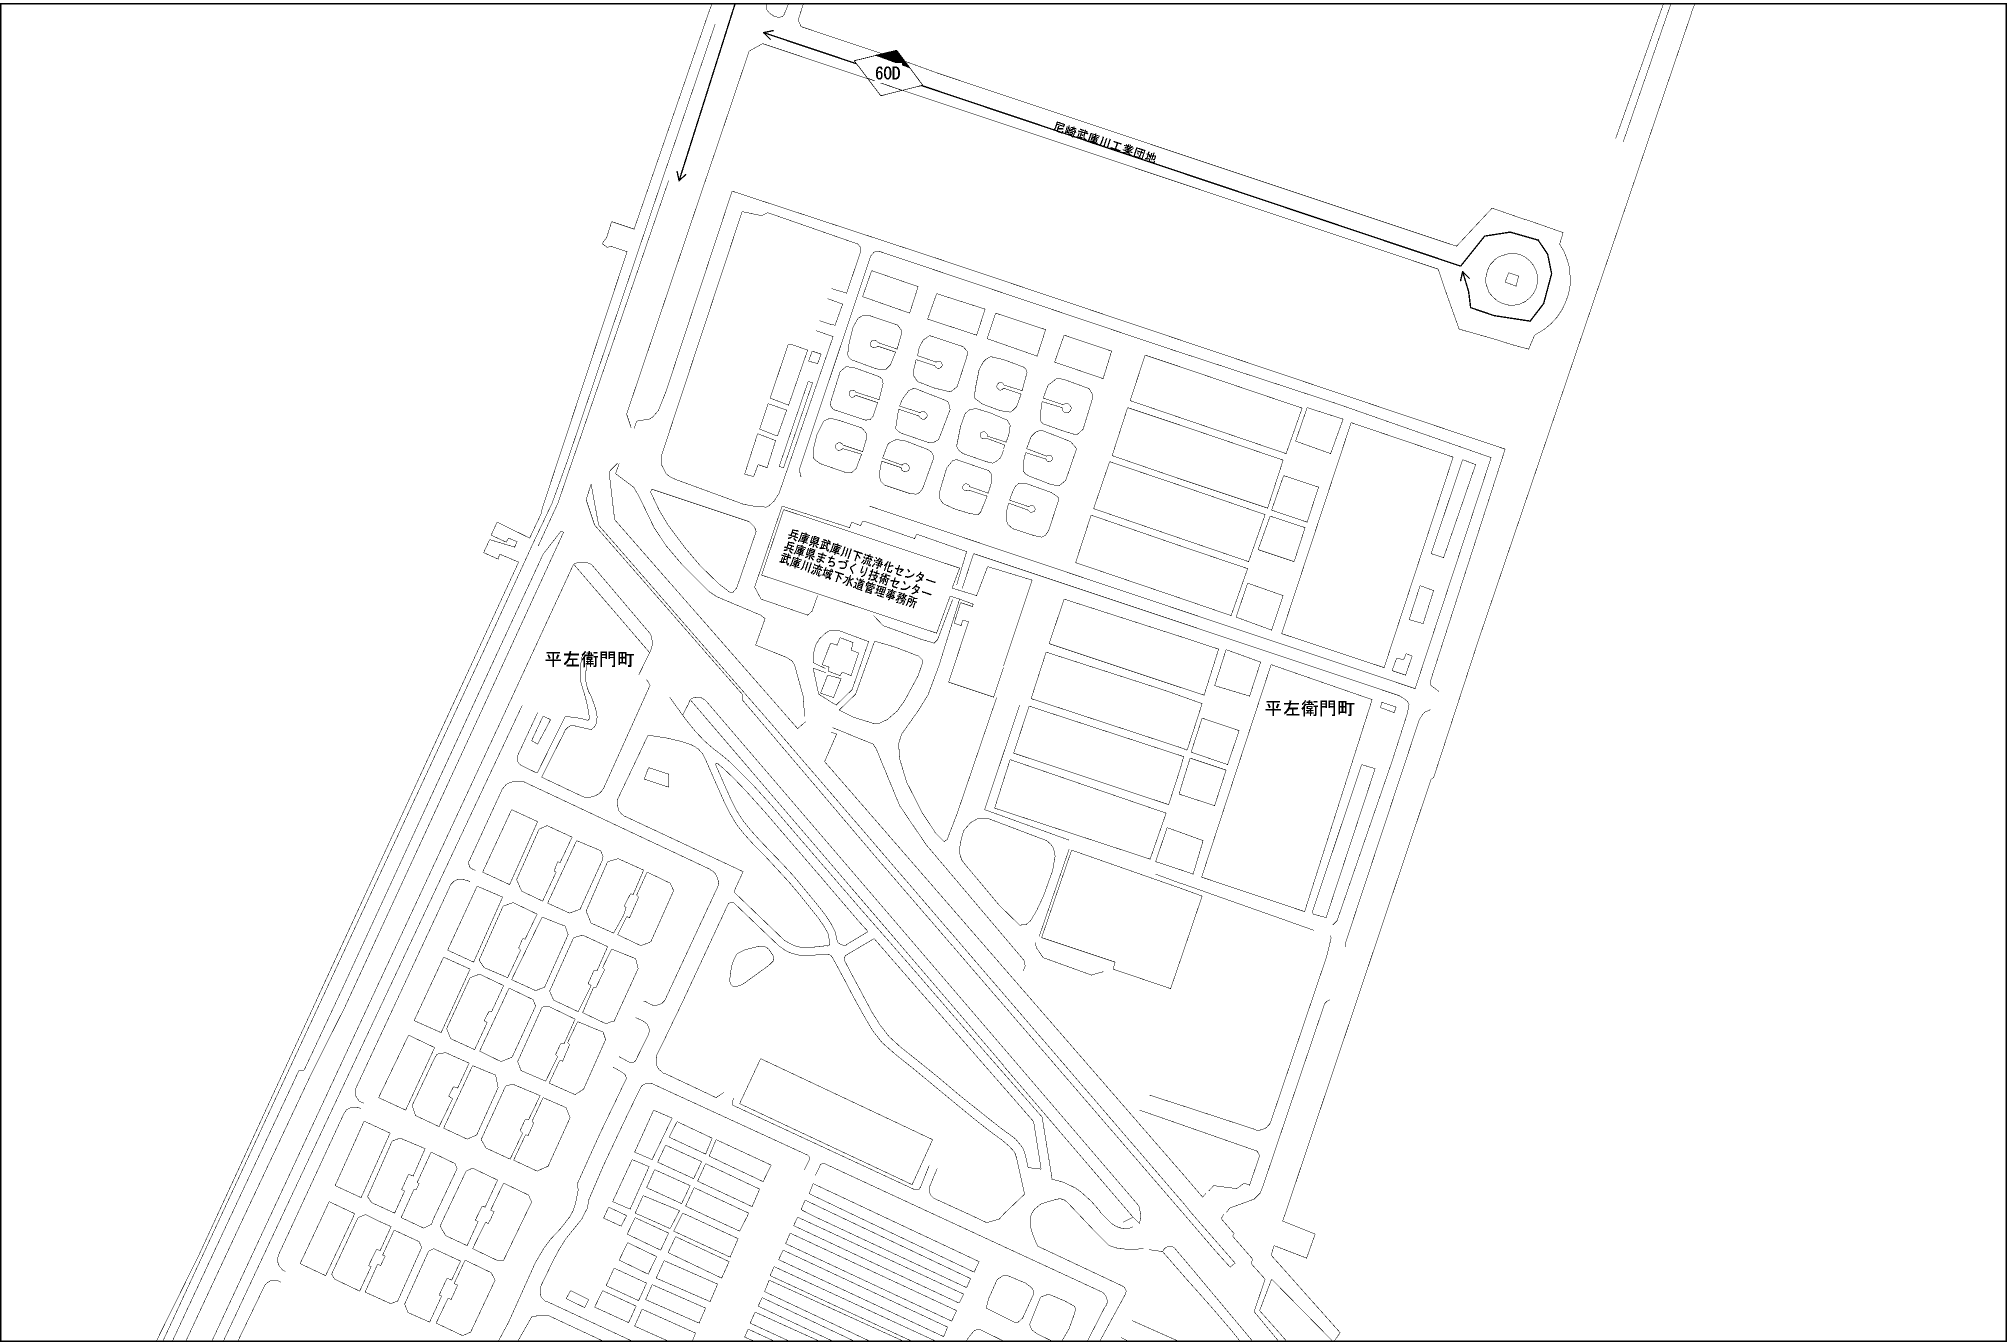 60D
尼崎武庫川工業団地
兵庫県武庫川下流浄化センター
兵庫県まちづくり技術センター
武庫川流域下水道管理事務所
平左衛門町
平左衛門町